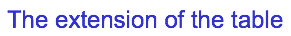 The extension of the table